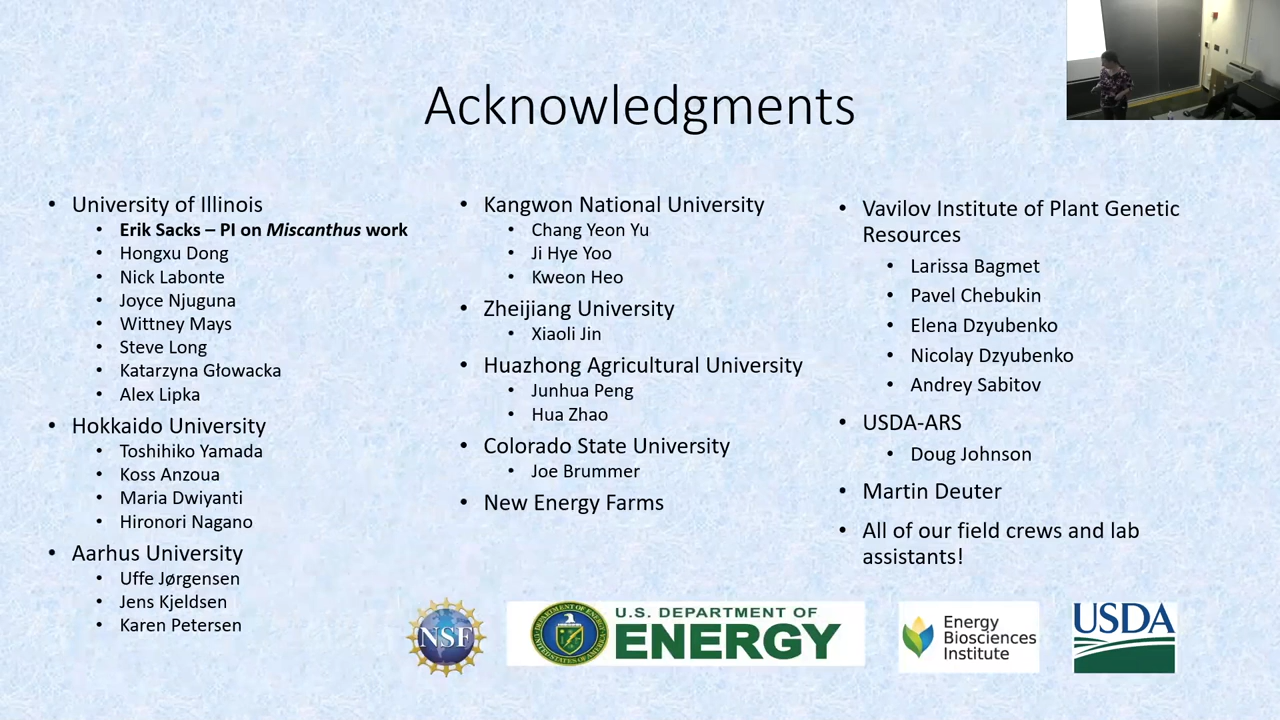 Acknowledgments
• University of Illinois
• Erik Sacks – PI on Miscanthus work
• Hongxu Dong
• Nick Labonte
• Joyce Njuguna
• Wittney Mays
• Steve Long
• Katarzyna Głowacka
• Alex Lipka
• Hokkaido University
• Toshihiko Yamada
• Koss Anzoua
• Maria Dwiyanti
• Hironori Nagano
• Aarhus University
• Uffe Jørgensen
• Jens Kjeldsen
• Karen Petersen
• Kangwon National University
• Chang Yeon Yu
• Ji Hye Yoo
• Kweon Heo
• Zheijiang University
• Xiaoli Jin
• Huazhong Agricultural University
• Junhua Peng
• Hua Zhao
• Colorado State University
• Joe Brummer
• New Energy Farms
• Vavilov Institute of Plant Genetic
Resources
• Larissa Bagmet
• Pavel Chebukin
• Elena Dzyubenko
• Nicolay Dzyubenko
• Andrey Sabitov
• USDA-ARS
• Doug Johnson
• Martin Deuter
• All of our field crews and lab
assistants!
NSF
U.S. DEPARTMENT OF
ENERGY
Energy
Biosciences
Institute
USDA